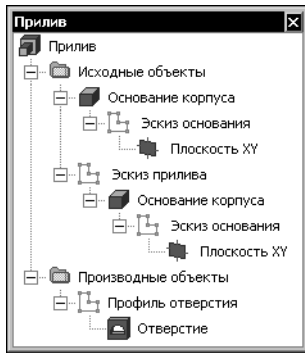 Прилив
Прилив
Исходные объекты
Основание корпуса
Эскиз основания
Плоскость XY
Эскиз прилива
Основание корпуса
Эскиз основания
Плоскость XY
Производные объекты
Профиль отверстия
Отверстие